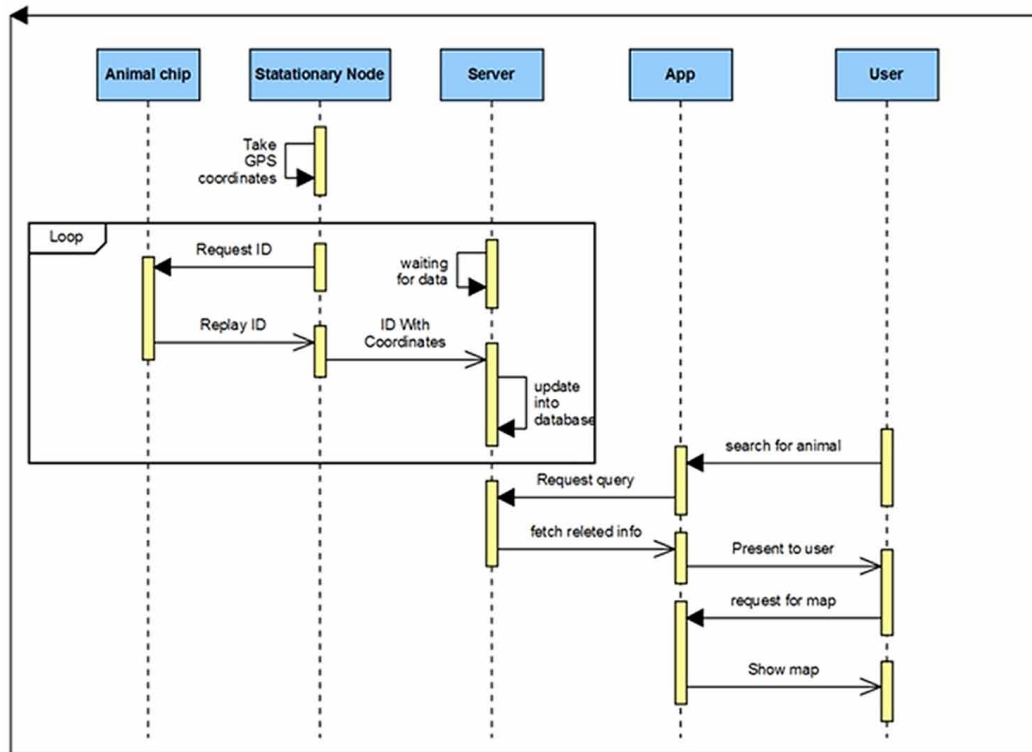 Animal chip
Statationary Node
Server
App
User
Take
GPS
coordinates
Loop
Request ID
waiting
for data
Replay ID
ID With
Coordinates
update
into
database
search for animal
Request query
fetch releted info
Present to user
request for map
Show map